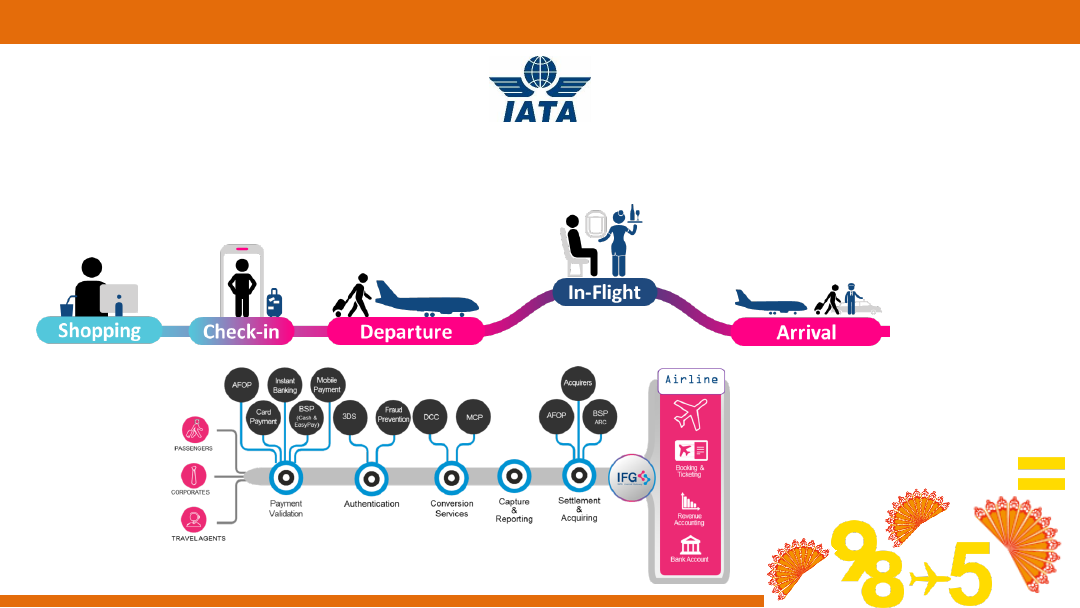 IATA
In-Flight
Shopping
Check-in
Departure
Arrival
AFOP
Instant
Banking
Mobile
Payment
Card
Payment
BSP
(Cash &
EasyPay)
3DS
Fraud
Prevention
DCC
MCP
Acquirers
AFOP
BSP
ARC
Airline
PASSENGERS
CORPORATES
TRAVEL AGENTS
Payment
Validation
Authentication
Conversion
Services
Capture
&
Reporting
Settlement
&
Acquiring
IFG
Booking &
Ticketing
Revenue
Accounting
Bank Account
98 5